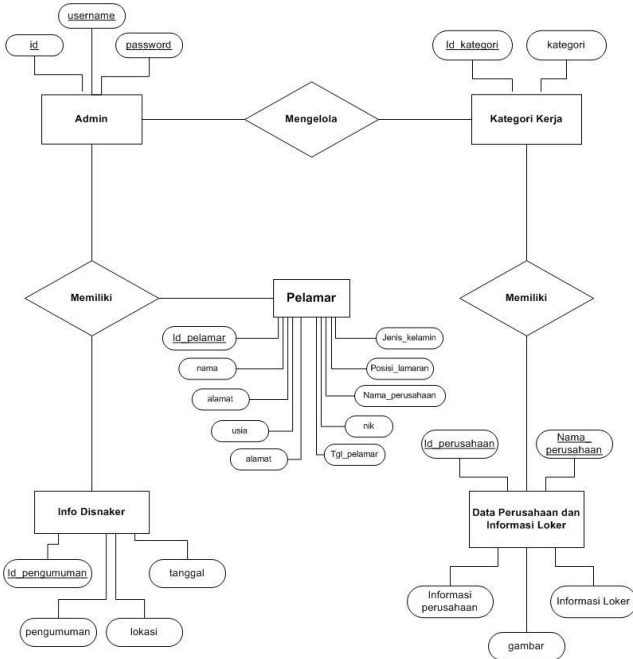 username
id
password
Id_kategori
kategori
Admin
Mengelola
Kategori Kerja
Memiliki
Pelamar
Memiliki
Id_pelamar
Jenis_kelamin
nama
Posisi_lamaran
alamat
Nama_perusahaan
usia
nik
alamat
Tgl_pelamar
Id_perusahaan
Nama_
perusahaan
Info Disnaker
Data Perusahaan dan
Informasi Loker
Id_pengumuman
tanggal
Informasi
perusahaan
Informasi Loker
pengumuman
lokasi
gambar